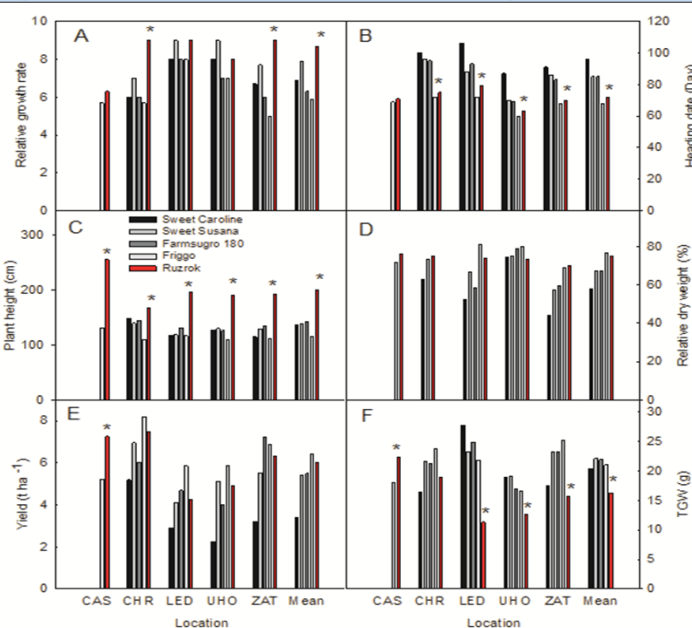 10
8
6
4
2
0
Relative growth rate
A
*
*
*
120
100
80
60
40
20
0
Heading date (Day)
B
*
*
*
*
*
300
200
100
0
Plant height (cm)
C
Sweet Caroline
Sweet Susana
Farmsugro 180
Friggo
Ruzrok
*
*
*
*
*
*
80
60
40
20
0
Relative dry weight (%)
D
8
6
4
2
0
Yield (t ha -1)
E
*
30
25
20
15
10
5
0
TGW (g)
F
*
*
*
*
*
CAS CHR LED UHO ZAT Mean
Location
CAS CHR LED UHO ZAT Mean
Location